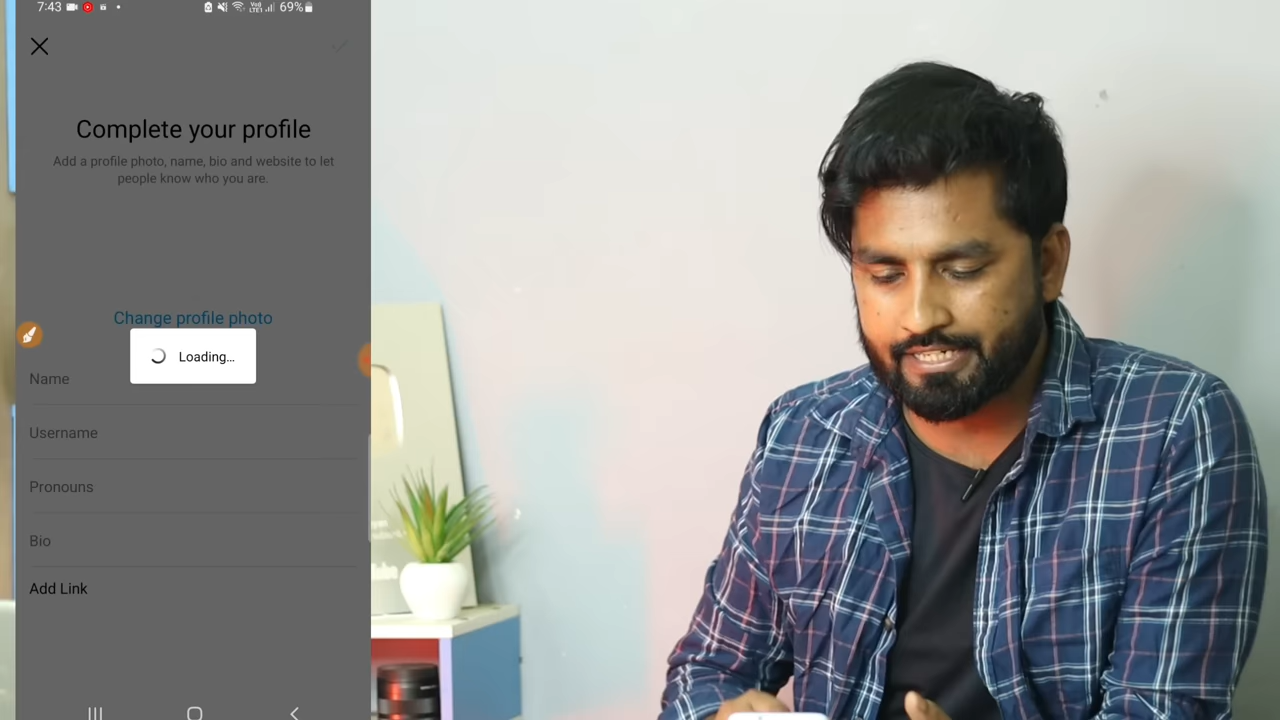 7:43
69%
Complete your profile
Add a profile photo, name, bio and website to let
people know who you are.
Change profile photo
Loading...
Name
Username
Pronouns
Bio
Add Link